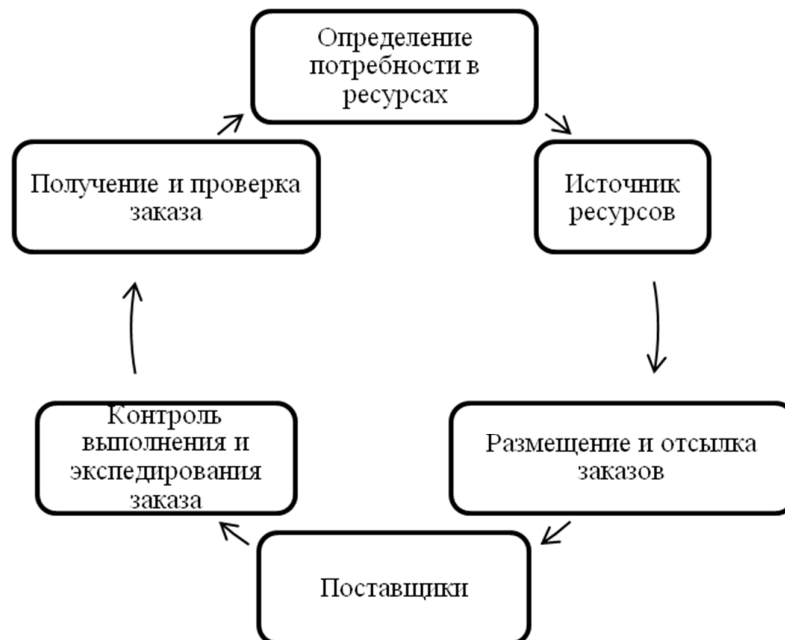 Определение
потребности в
ресурсах
Источник
ресурсов
Размещение и отсылка
заказов
Поставщики
Контроль
выполнения и
экспедирования
заказа
Получение и проверка
заказа